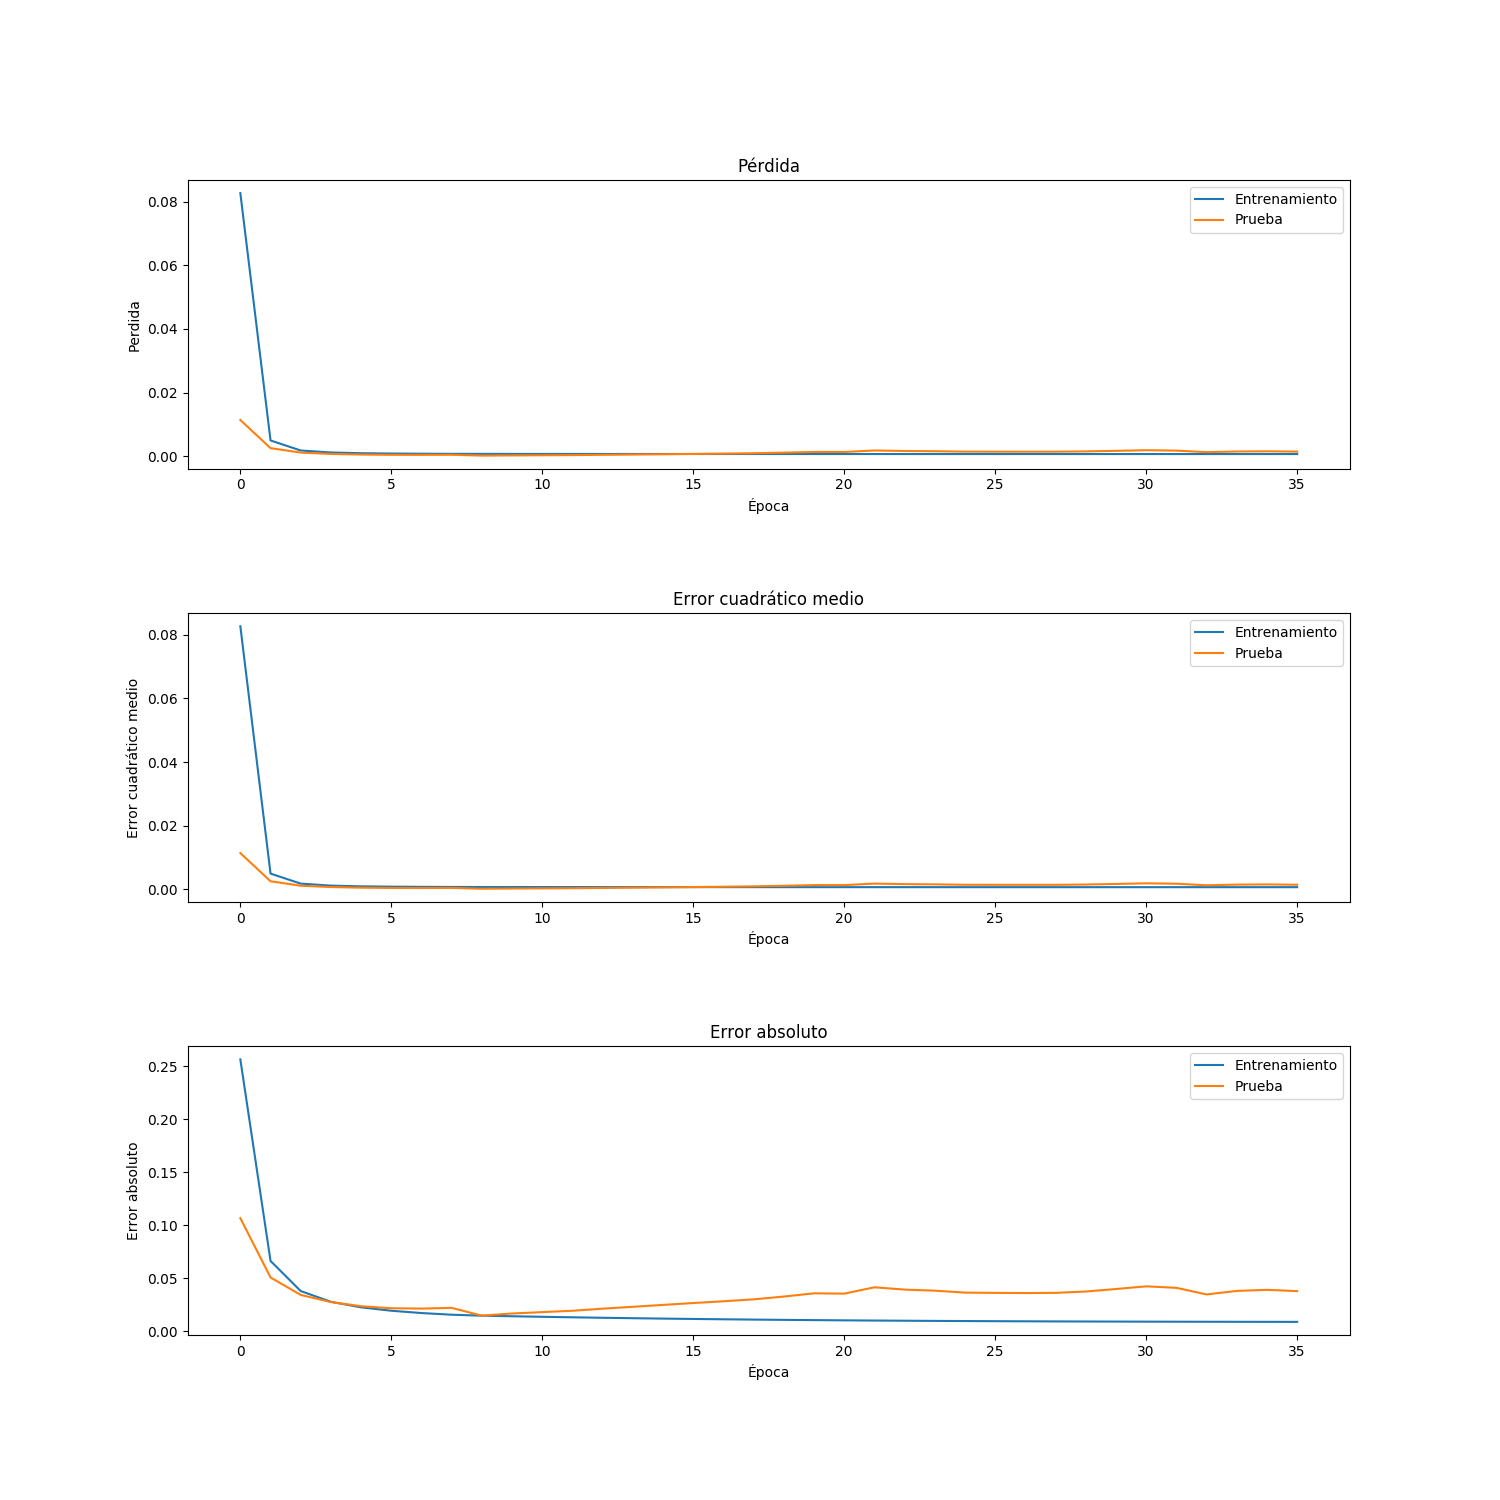 Pérdida
Entrenamiento
Prueba
Perdida
0.08
0.06
0.04
0.02
0.00
0 5 10 15 20 25 30 35
Época
Error cuadrático medio
Entrenamiento
Prueba
Error cuadrático medio
0.08
0.06
0.04
0.02
0.00
0 5 10 15 20 25 30 35
Época
Error absoluto
Entrenamiento
Prueba
Error absoluto
0.25
0.20
0.15
0.10
0.05
0.00
0 5 10 15 20 25 30 35
Época